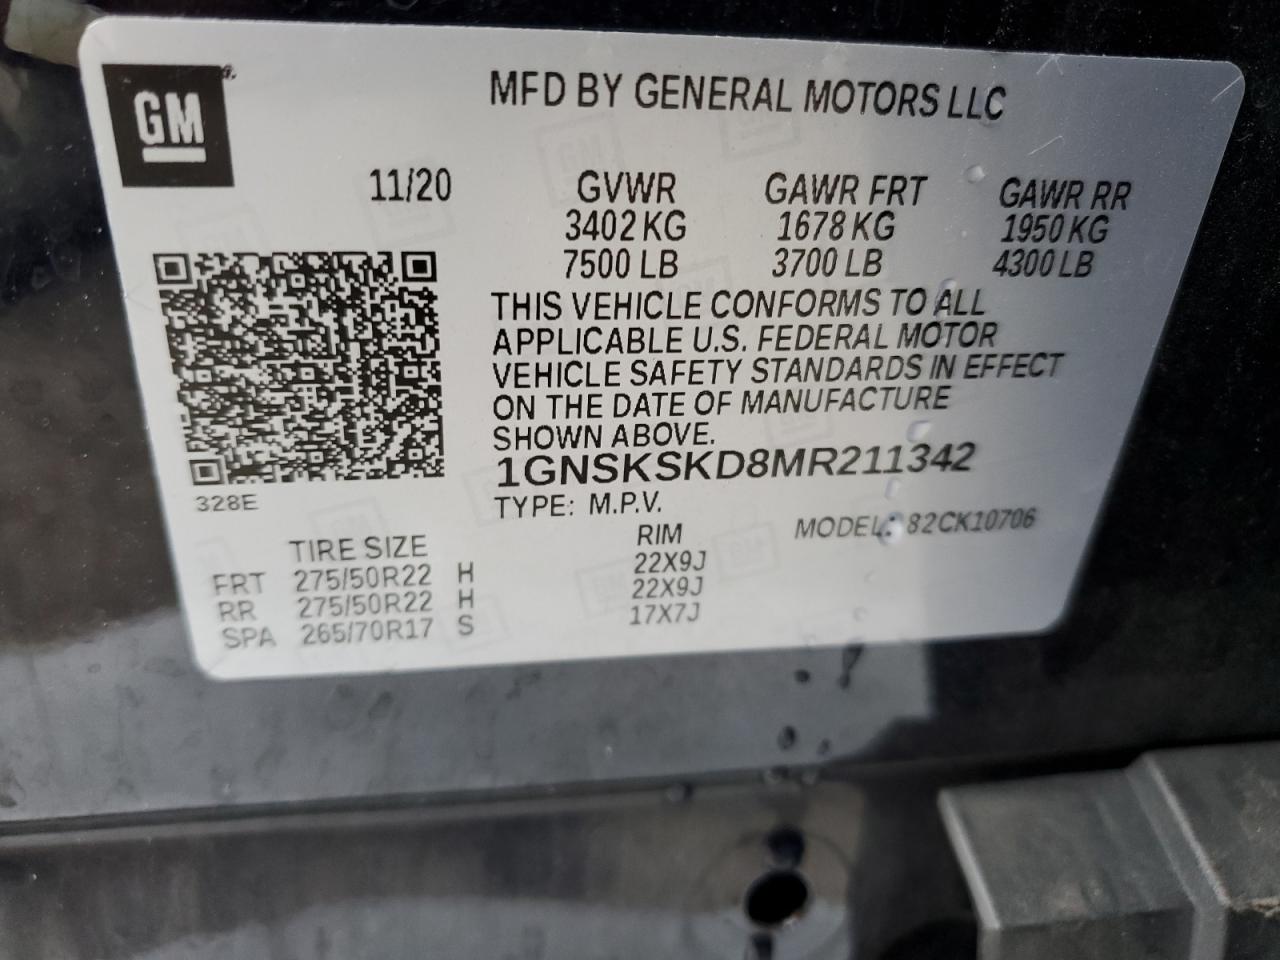 GM
MFD BY GENERAL MOTORS LLC
11/20 GVWR GAWR FRT GAWR RR
3402 KG 1678 KG 1950 KG
7500 LB 3700 LB 4300 LB
THIS VEHICLE CONFORMS TO ALL
APPLICABLE U.S. FEDERAL MOTOR
VEHICLE SAFETY STANDARDS IN EFFECT
ON THE DATE OF MANUFACTURE
SHOWN ABOVE.
1GNSKSKD8MR211342
328E
TYPE: M.P.V.
MODEL: 82CK10706
TIRE SIZE RIM
FRT 275/50R22 H 22X9J
RR 275/50R22 H 22X9J
SPA 265/70R17 S 17X7J